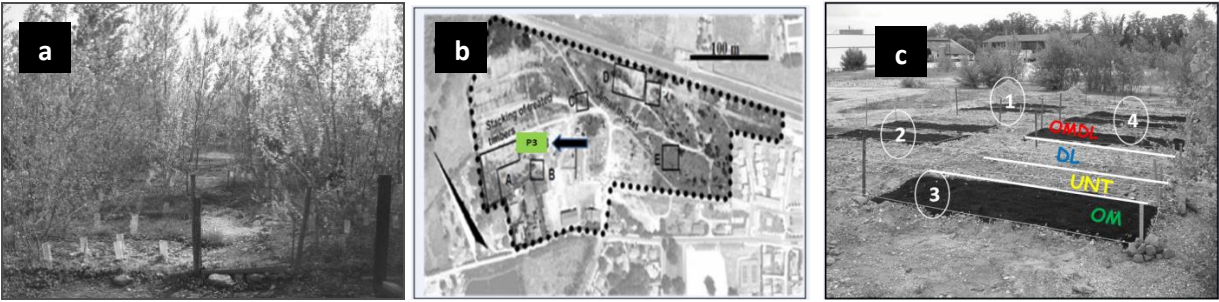 a
b
c
100 m
D
C
Stacking of treated
timbers
P3
A
B
E
N
1
4
2
OMDL
DL
UNT
3
OM